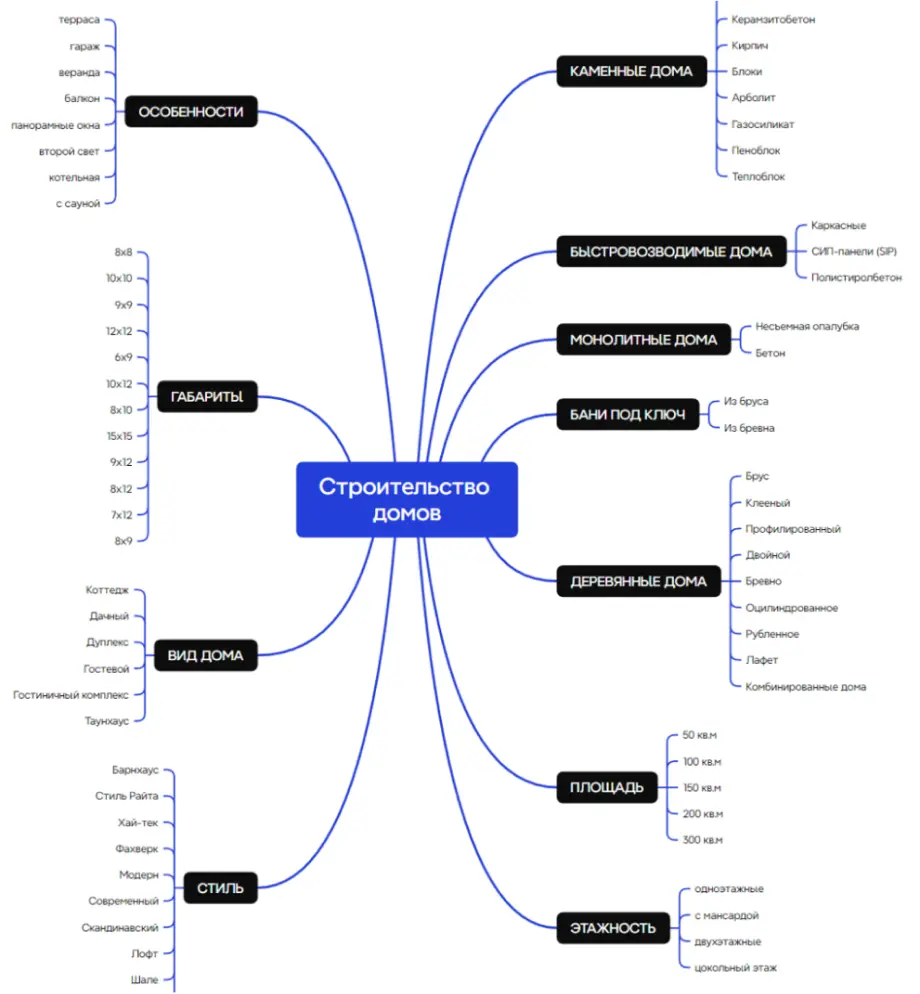 Строительство
домов
ОСОБЕННОСТИ
терраса
гараж
веранда
балкон
панорамные окна
второй свет
котельная
с сауной
ГАБАРИТЫ
8х8
10х10
9х9
12х12
6х9
10х12
8х10
15х15
9х12
8х12
7х12
8х9
ВИД ДОМА
Коттедж
Дачный
Дуплекс
Гостевой
Гостиничный комплекс
Таунхаус
СТИЛЬ
Барнхаус
Стиль Райта
Хай-тек
Фахверк
Модерн
Современный
Скандинавский
Лофт
Шале
КАМЕННЫЕ ДОМА
Керамзитобетон
Кирпич
Блоки
Арболит
Газосиликат
Пеноблок
Теплоблок
БЫСТРОВОЗВОДИМЫЕ ДОМА
Каркасные
СИП-панели (SIP)
Полистиролбетон
МОНОЛИТНЫЕ ДОМА
Несъемная опалубка
Бетон
БАНИ ПОД КЛЮЧ
Из бруса
Из бревна
ДЕРЕВЯННЫЕ ДОМА
Брус
Клееный
Профилированный
Двойной
Бревно
Оцилиндрованное
Рубленное
Лафет
Комбинированные дома
ПЛОЩАДЬ
50 кв.м
100 кв.м
150 кв.м
200 кв.м
300 кв.м
ЭТАЖНОСТЬ
одноэтажные
с мансардой
двухэтажные
цокольный этаж